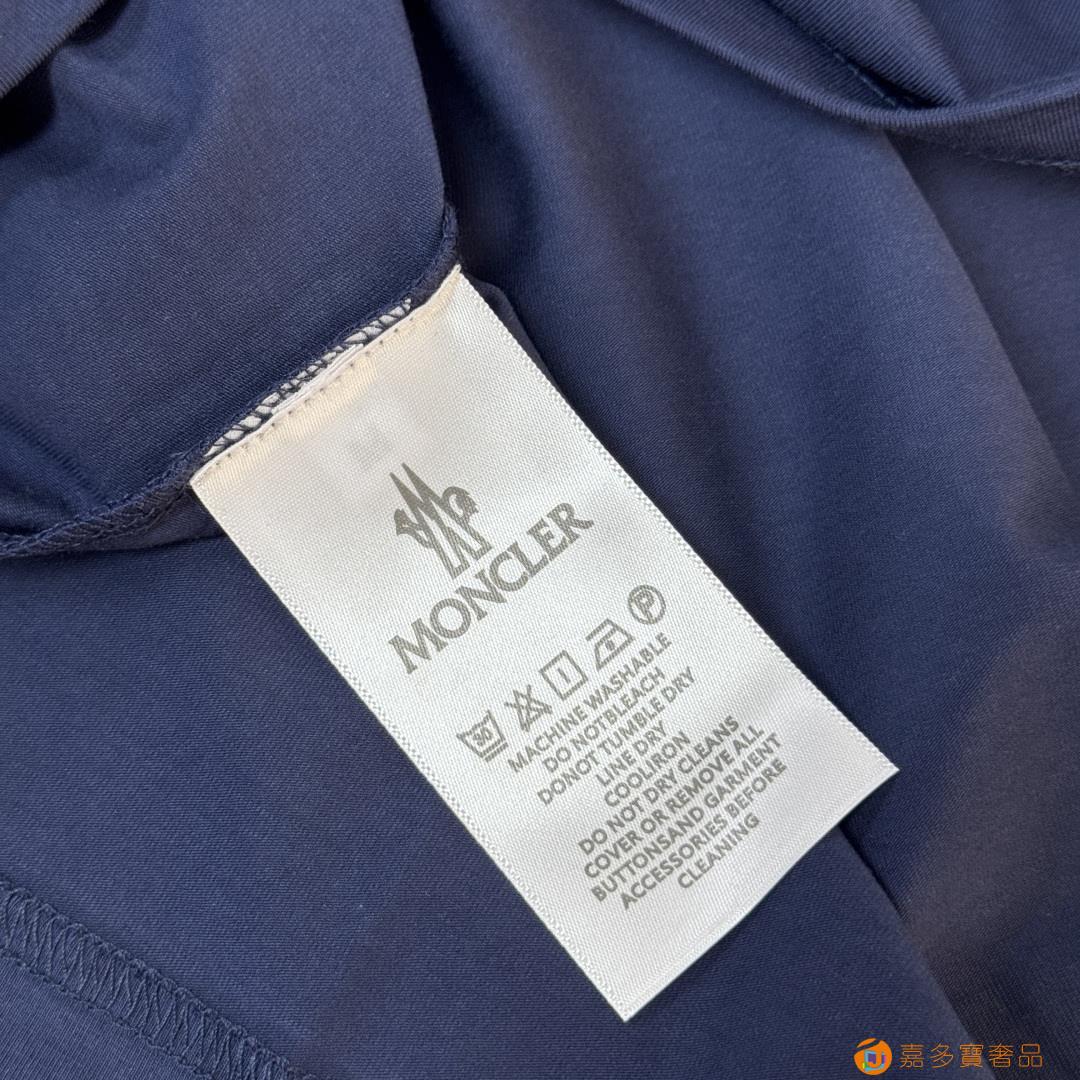 MONCLER
30
P
MACHINE WASHABLE
DO NOTBLEACH
DONOT TUMBLE DRY
LINE DRY
COOLIRON
DO NOT DRY CLEANS
COVER OR REMOVE ALL
BUTTONSAND GARMENT
ACCESSORIES BEFORE
CLEANING
嘉多寶奢品